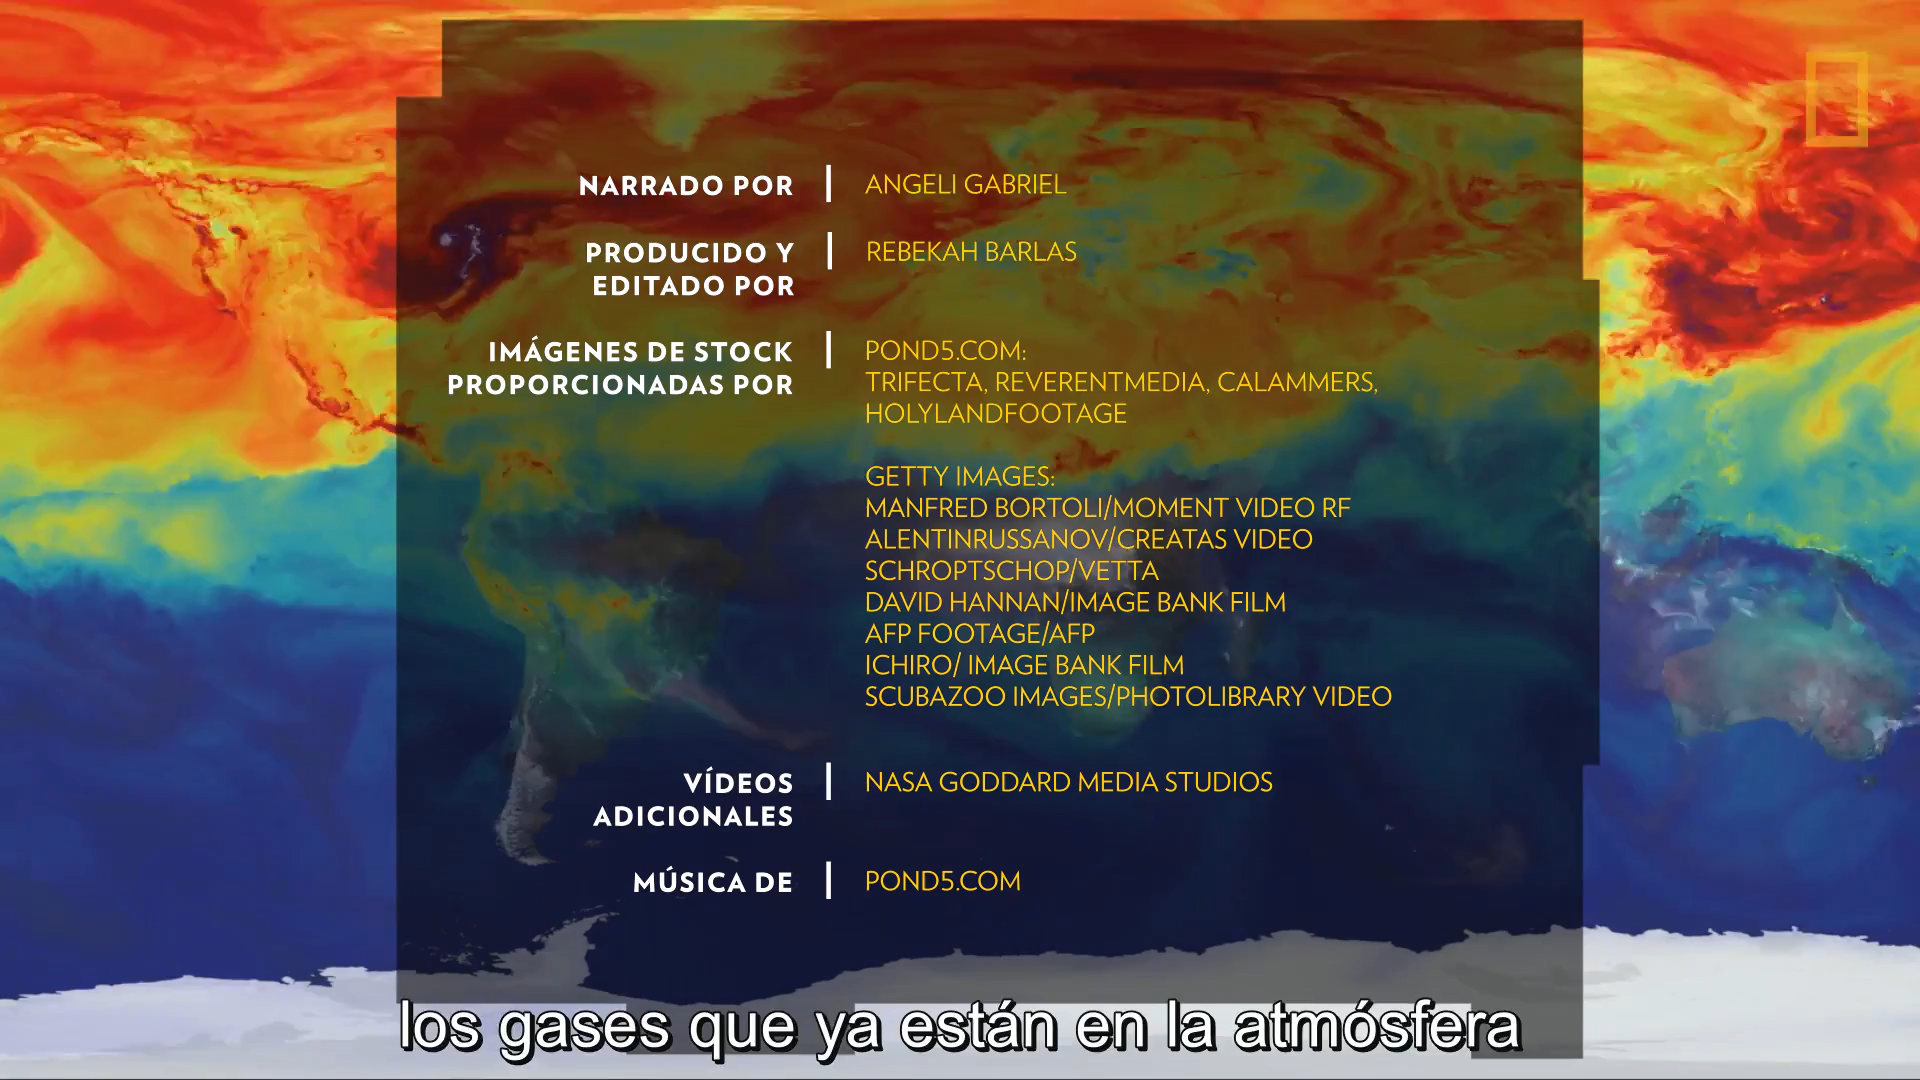 NARRADO POR | ANGELI GABRIEL
PRODUCIDO Y | REBEKAH BARLAS
EDITADO POR
IMÁGENES DE STOCK | POND5.COM:
PROPORCIONADAS POR TRIFECTA, REVERENTMEDIA, CALAMMERS,
HOLYLANDFOOTAGE
GETTY IMAGES:
MANFRED BORTOLI/MOMENT VIDEO RF
ALENTINRUSSANOV/CREATAS VIDEO
SCHROPTSCHOP/VETTA
DAVID HANNAN/IMAGE BANK FILM
AFP FOOTAGE/AFP
ICHIRO/ IMAGE BANK FILM
SCUBAZOO IMAGES/PHOTOLIBRARY VIDEO
VÍDEOS | NASA GODDARD MEDIA STUDIOS
ADICIONALES
MÚSICA DE | POND5.COM
los gases que ya están en la atmósfera